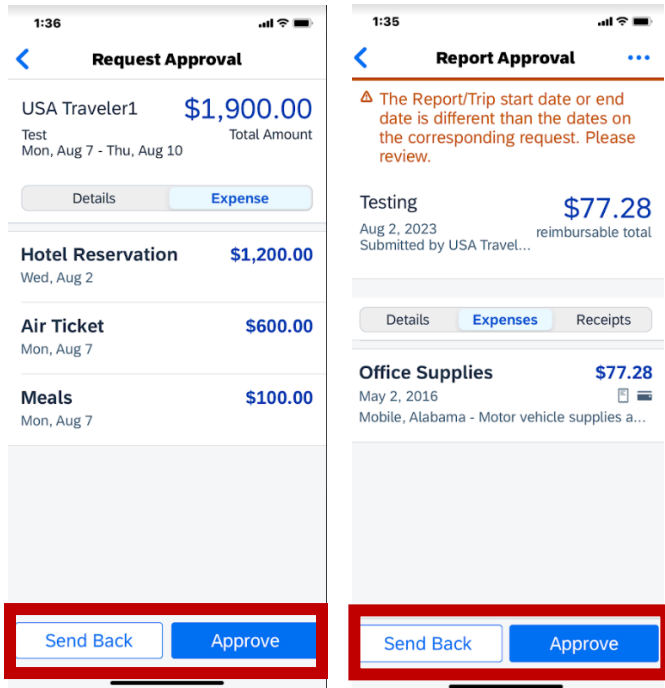 1:36
Request Approval
USA Traveler1 $1,900.00
Test Total Amount
Mon, Aug 7 - Thu, Aug 10
Details Expense
Hotel Reservation $1,200.00
Wed, Aug 2
Air Ticket $600.00
Mon, Aug 7
Meals $100.00
Mon, Aug 7
Send Back Approve
1:35
Report Approval
The Report/Trip start date or end
date is different than the dates on
the corresponding request. Please
review.
Testing $77.28
Aug 2, 2023 reimbursable total
Submitted by USA Travel...
Details Expenses Receipts
Office Supplies $77.28
May 2, 2016
Mobile, Alabama - Motor vehicle supplies a...
Send Back Approve